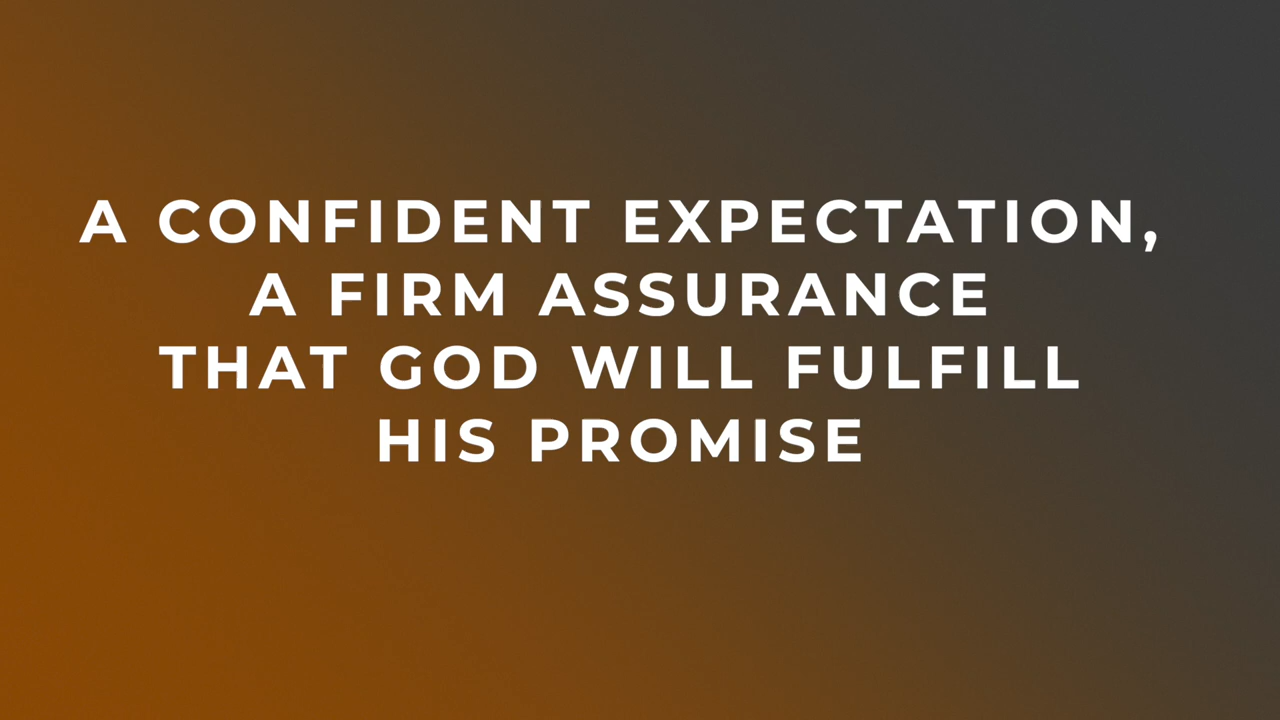 A CONFIDENT EXPECTATION,
A FIRM ASSURANCE
THAT GOD WILL FULFILL
HIS PROMISE